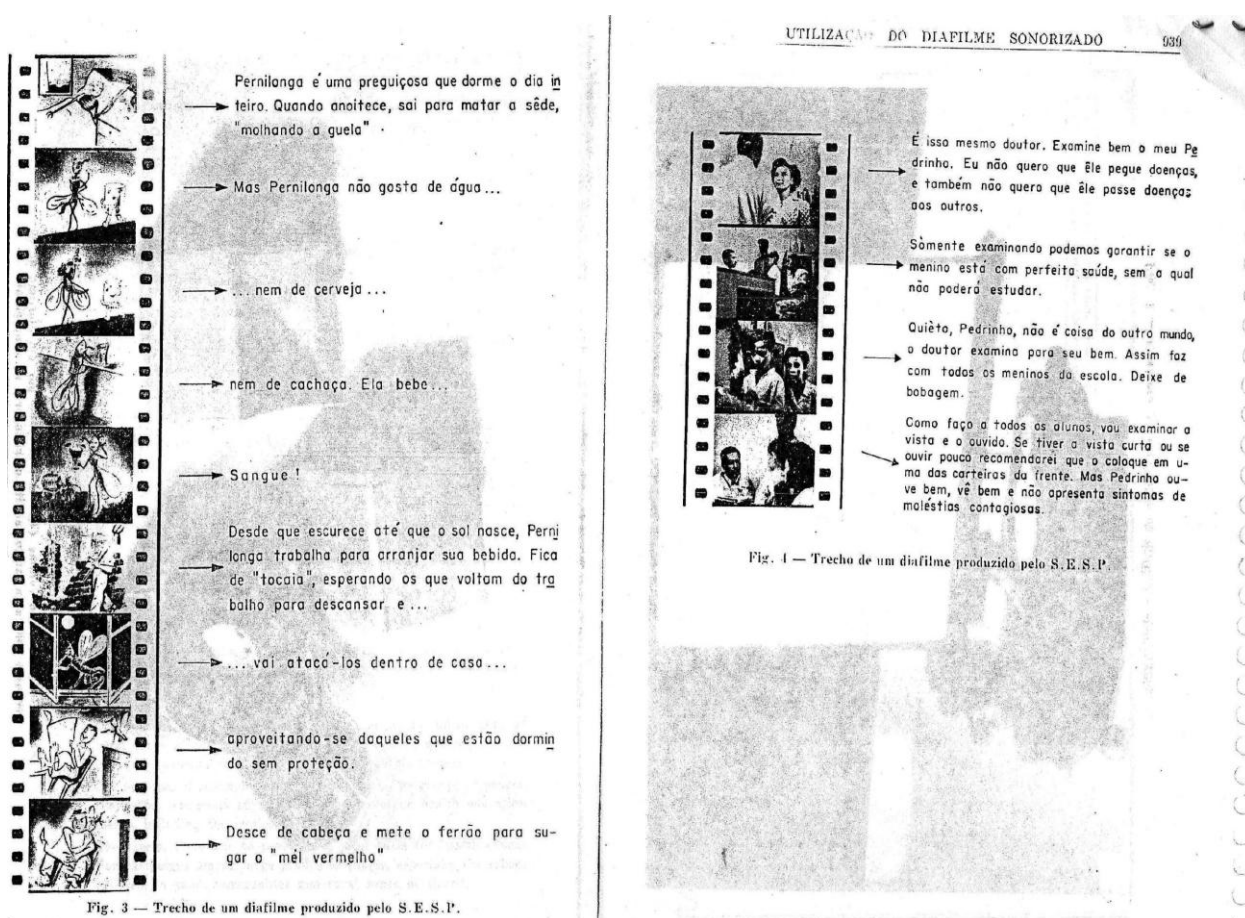 Pernilonga é uma preguiçosa que dorme o dia in
teiro. Quando anoitece, sai para matar a sêde,
"molhando a guela".
Mas Pernilonga não gosta de água...
... nem de cerveja...
nem de cachaça. Ela bebe...
Sangue!
Desde que escurece até que o sol nasce, Perni
longa trabalha para arranjar sua bebida. Fica
de "tocaia", esperando os que voltam do tra
balho para descansar e...
... vai atacá-los dentro de casa...
aproveitando-se daqueles que estão dormin
do sem proteção.
Desce de cabeça e mete o ferrão para su-
gar o "mél vermelho"
Fig. 3 — Trecho de um diafilme produzido pelo S.E.S.P.
UTILIZAÇÃO DO DIAFILME SONORIZADO 939
É isso mesmo doutor. Examine bem o meu Pe
drinho. Eu não quero que êle pegue doenças,
e também não quero que êle passe doenças
aos outros.
Sòmente examinando podemos garantir se o
menino está com perfeita saúde, sem a qual
não poderá estudar.
Quièto, Pedrinho, não é coisa do outro mundo,
o doutor examina para seu bem. Assim faz
com todos os meninos da escola. Deixe de
bobagem.
Como faço a todos os alunos, vou examinar a
vista e o ouvido. Se tiver a vista curta ou se
ouvir pouco recomendarei que o coloque em u-
ma das carteiras da frente. Mas Pedrinho ou-
ve bem, vê bem e não apresenta sintomas de
moléstias contagiosas.
Fig. 4 — Trecho de um diafilme produzido pelo S.E.S.P.